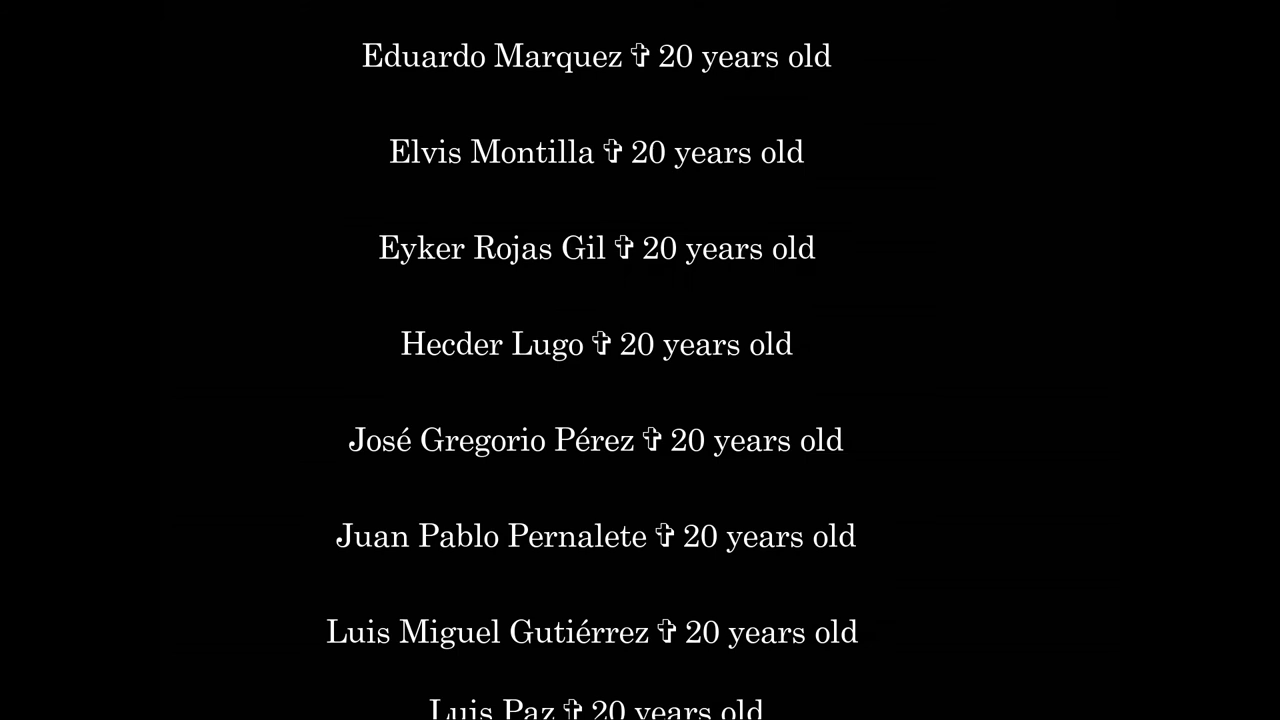 Eduardo Marquez ✞ 20 years old
Elvis Montilla ✞ 20 years old
Eyker Rojas Gil ✞ 20 years old
Hecder Lugo ✞ 20 years old
José Gregorio Pérez ✞ 20 years old
Juan Pablo Pernalete ✞ 20 years old
Luis Miguel Gutiérrez ✞ 20 years old
Luis Paz ✞ 20 years old